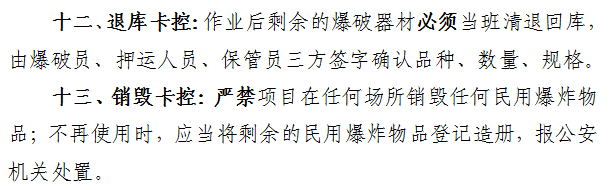 十二、退库卡控:作业后剩余的爆破器材必须当班清退回库,
由爆破员、押运人员、保管员三方签字确认品种、数量、规格。
十三、销毁卡控:严禁项目在任何场所销毁任何民用爆炸物
品;不再使用时,应当将剩余的民用爆炸物品登记造册,报公安
机关处置。